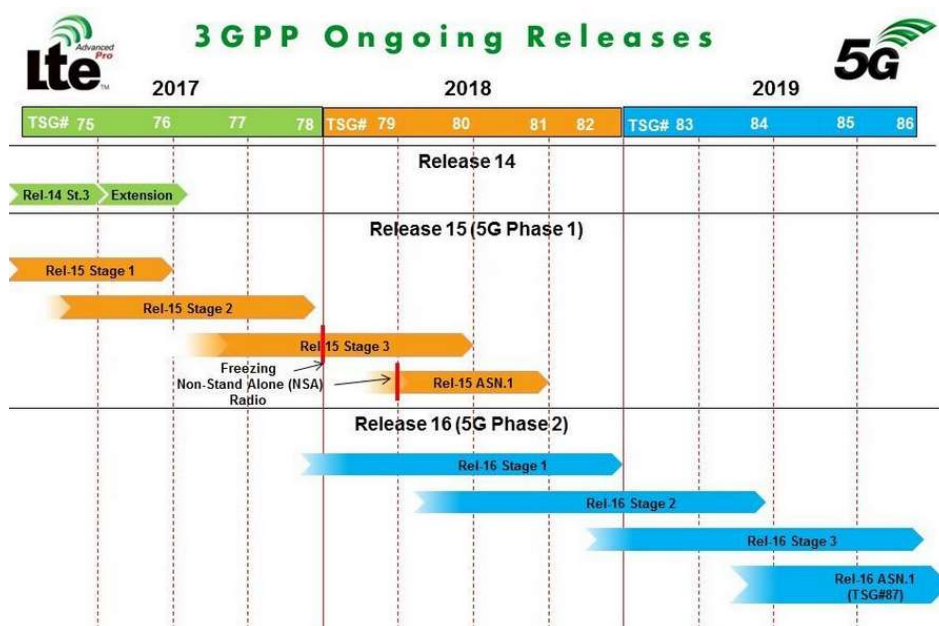 3GPP Ongoing Releases
LTE
Advanced
Pro
TM
5G
2017
2018
2019
TSG# 75 76 77 78 TSG# 79 80 81 82 TSG# 83 84 85 86
Release 14
Rel-14 St.3 Extension
Release 15 (5G Phase 1)
Rel-15 Stage 1
Rel-15 Stage 2
Rel-15 Stage 3
Freezing
Non-Stand Alone (NSA)
Radio
Rel-15 ASN.1
Release 16 (5G Phase 2)
Rel-16 Stage 1
Rel-16 Stage 2
Rel-16 Stage 3
Rel-16 ASN.1
(TSG#87)